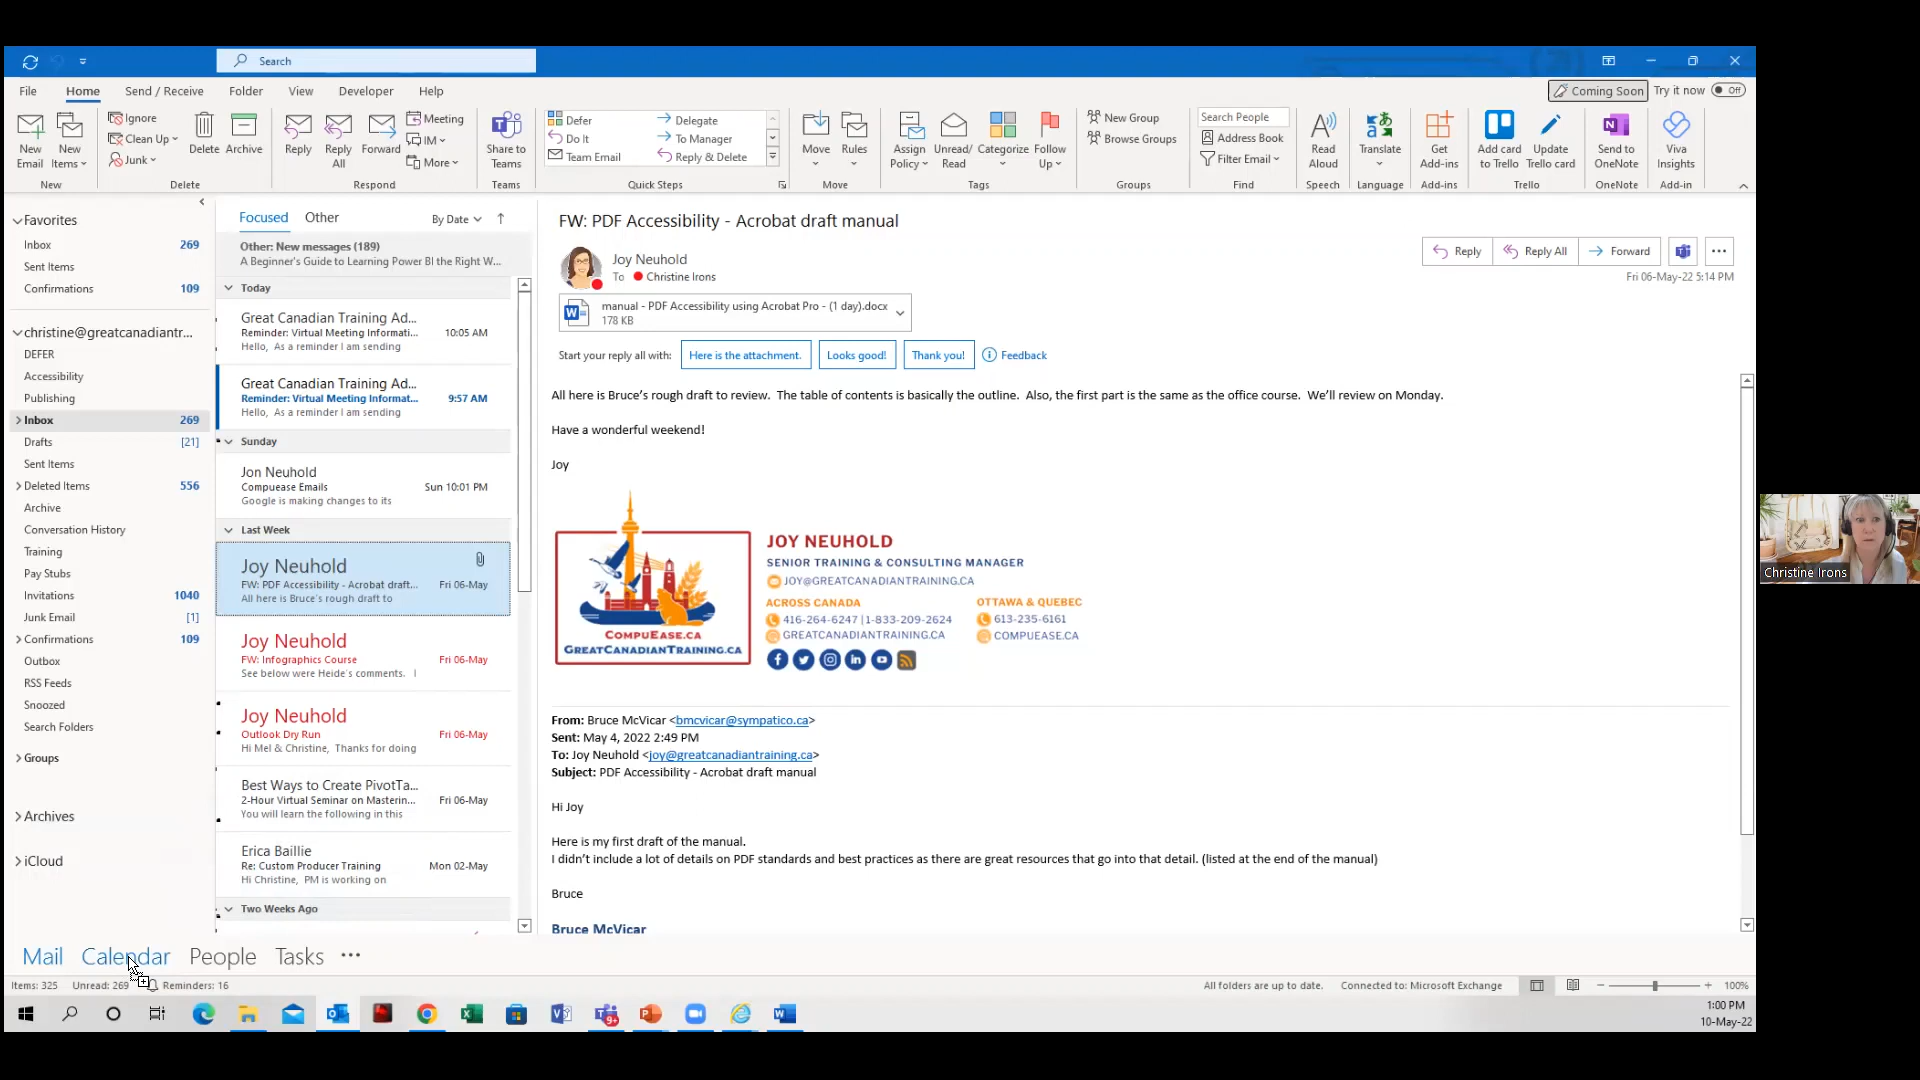 Search
File Home Send / Receive Folder View Developer Help
Coming Soon Try it now Off
New Email
New Items
New
Ignore
Clean Up
Junk
Delete
Archive
Delete
Reply
Reply All
Forward
Meeting
IM
More
Respond
Share to Teams
Teams
Defer
Do It
Team Email
Delegate
To Manager
Reply & Delete
Quick Steps
Move
Rules
Move
Assign Policy
Unread/ Read
Categorize
Follow Up
Tags
New Group
Browse Groups
Groups
Search People
Address Book
Filter Email
Find
Read Aloud
Speech
Translate
Language
Get Add-ins
Add-ins
Add card to Trello
Update Trello card
Trello
Send to OneNote
OneNote
Viva Insights
Add-in
Favorites
Inbox 269
Sent Items
Confirmations 109
christine@greatcanadiantr...
DEFER
Accessibility
Publishing
Inbox 269
Drafts [21]
Sent Items
Deleted Items 556
Archive
Conversation History
Training
Pay Stubs
Invitations 1040
Junk Email [1]
Confirmations 109
Outbox
RSS Feeds
Snoozed
Search Folders
Groups
Archives
iCloud
Focused Other By Date
Other: New messages (189)
A Beginner's Guide to Learning Power BI the Right W...
Today
Great Canadian Training Ad...
Reminder: Virtual Meeting Informati... 10:05 AM
Hello, As a reminder I am sending
Great Canadian Training Ad...
Reminder: Virtual Meeting Informat... 9:57 AM
Hello, As a reminder I am sending
Sunday
Jon Neuhold
Compuease Emails Sun 10:01 PM
Google is making changes to its
Last Week
Joy Neuhold
FW: PDF Accessibility - Acrobat draft... Fri 06-May
All here is Bruce's rough draft to
Joy Neuhold
FW: Infographics Course Fri 06-May
See below were Heide's comments. I
Joy Neuhold
Outlook Dry Run Fri 06-May
Hi Mel & Christine, Thanks for doing
Best Ways to Create PivotTa...
2-Hour Virtual Seminar on Masterin... Fri 06-May
You will learn the following in this
Erica Baillie
Re: Custom Producer Training Mon 02-May
Hi Christine, PM is working on
Two Weeks Ago
FW: PDF Accessibility - Acrobat draft manual
Joy Neuhold
To Christine Irons
Reply Reply All Forward
Fri 06-May-22 5:14 PM
manual - PDF Accessibility using Acrobat Pro - (1 day).docx
178 KB
Start your reply all with: Here is the attachment. Looks good! Thank you! Feedback
All here is Bruce's rough draft to review. The table of contents is basically the outline. Also, the first part is the same as the office course. We'll review on Monday.
Have a wonderful weekend!
Joy
COMPUEASE.CA
GREATCANADIANTRAINING.CA
JOY NEUHOLD
SENIOR TRAINING & CONSULTING MANAGER
JOY@GREATCANADIANTRAINING.CA
ACROSS CANADA OTTAWA & QUEBEC
416-264-6247 | 1-833-209-2624 613-235-6161
GREATCANADIANTRAINING.CA COMPUEASE.CA
From: Bruce McVicar <bmcvicar@sympatico.ca>
Sent: May 4, 2022 2:49 PM
To: Joy Neuhold <joy@greatcanadiantraining.ca>
Subject: PDF Accessibility - Acrobat draft manual
Hi Joy
Here is my first draft of the manual.
I didn't include a lot of details on PDF standards and best practices as there are great resources that go into that detail. (listed at the end of the manual)
Bruce
Bruce McVicar
Christine Irons
Mail Calendar People Tasks ...
Items: 325 Unread: 269 Reminders: 16 All folders are up to date. Connected to: Microsoft Exchange 100%
9+
1:00 PM
10-May-22